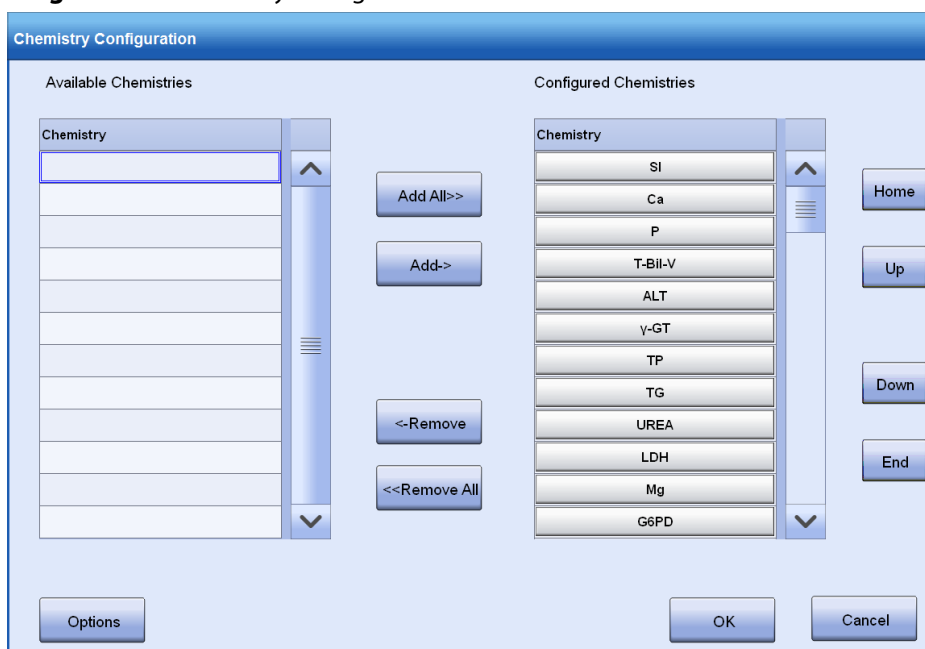 Chemistry Configuration
Available Chemistries
Configured Chemistries
Chemistry
Chemistry
SI
Ca
P
T-Bil-V
ALT
γ-GT
TP
TG
UREA
LDH
Mg
G6PD
Add All>>
Add->
<-Remove
<<Remove All
Home
Up
Down
End
Options
OK
Cancel